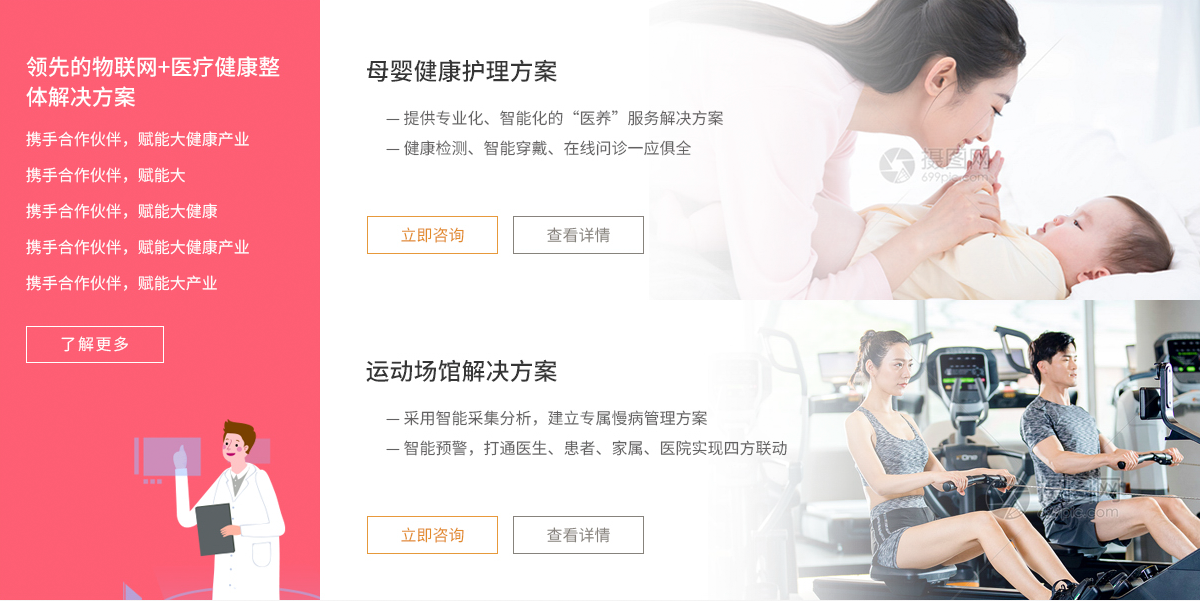 领先的物联网+医疗健康整
体解决方案
携手合作伙伴，赋能大健康产业
携手合作伙伴，赋能大
携手合作伙伴，赋能大健康
携手合作伙伴，赋能大健康产业
携手合作伙伴，赋能大产业
了解更多
母婴健康护理方案
— 提供专业化、智能化的“医养”服务解决方案
— 健康检测、智能穿戴、在线问诊一应俱全
立即咨询
查看详情
摄图网
699pic.com
运动场馆解决方案
— 采用智能采集分析，建立专属慢病管理方案
— 智能预警，打通医生、患者、家属、医院实现四方联动
立即咨询
查看详情
摄图网
699pic.com